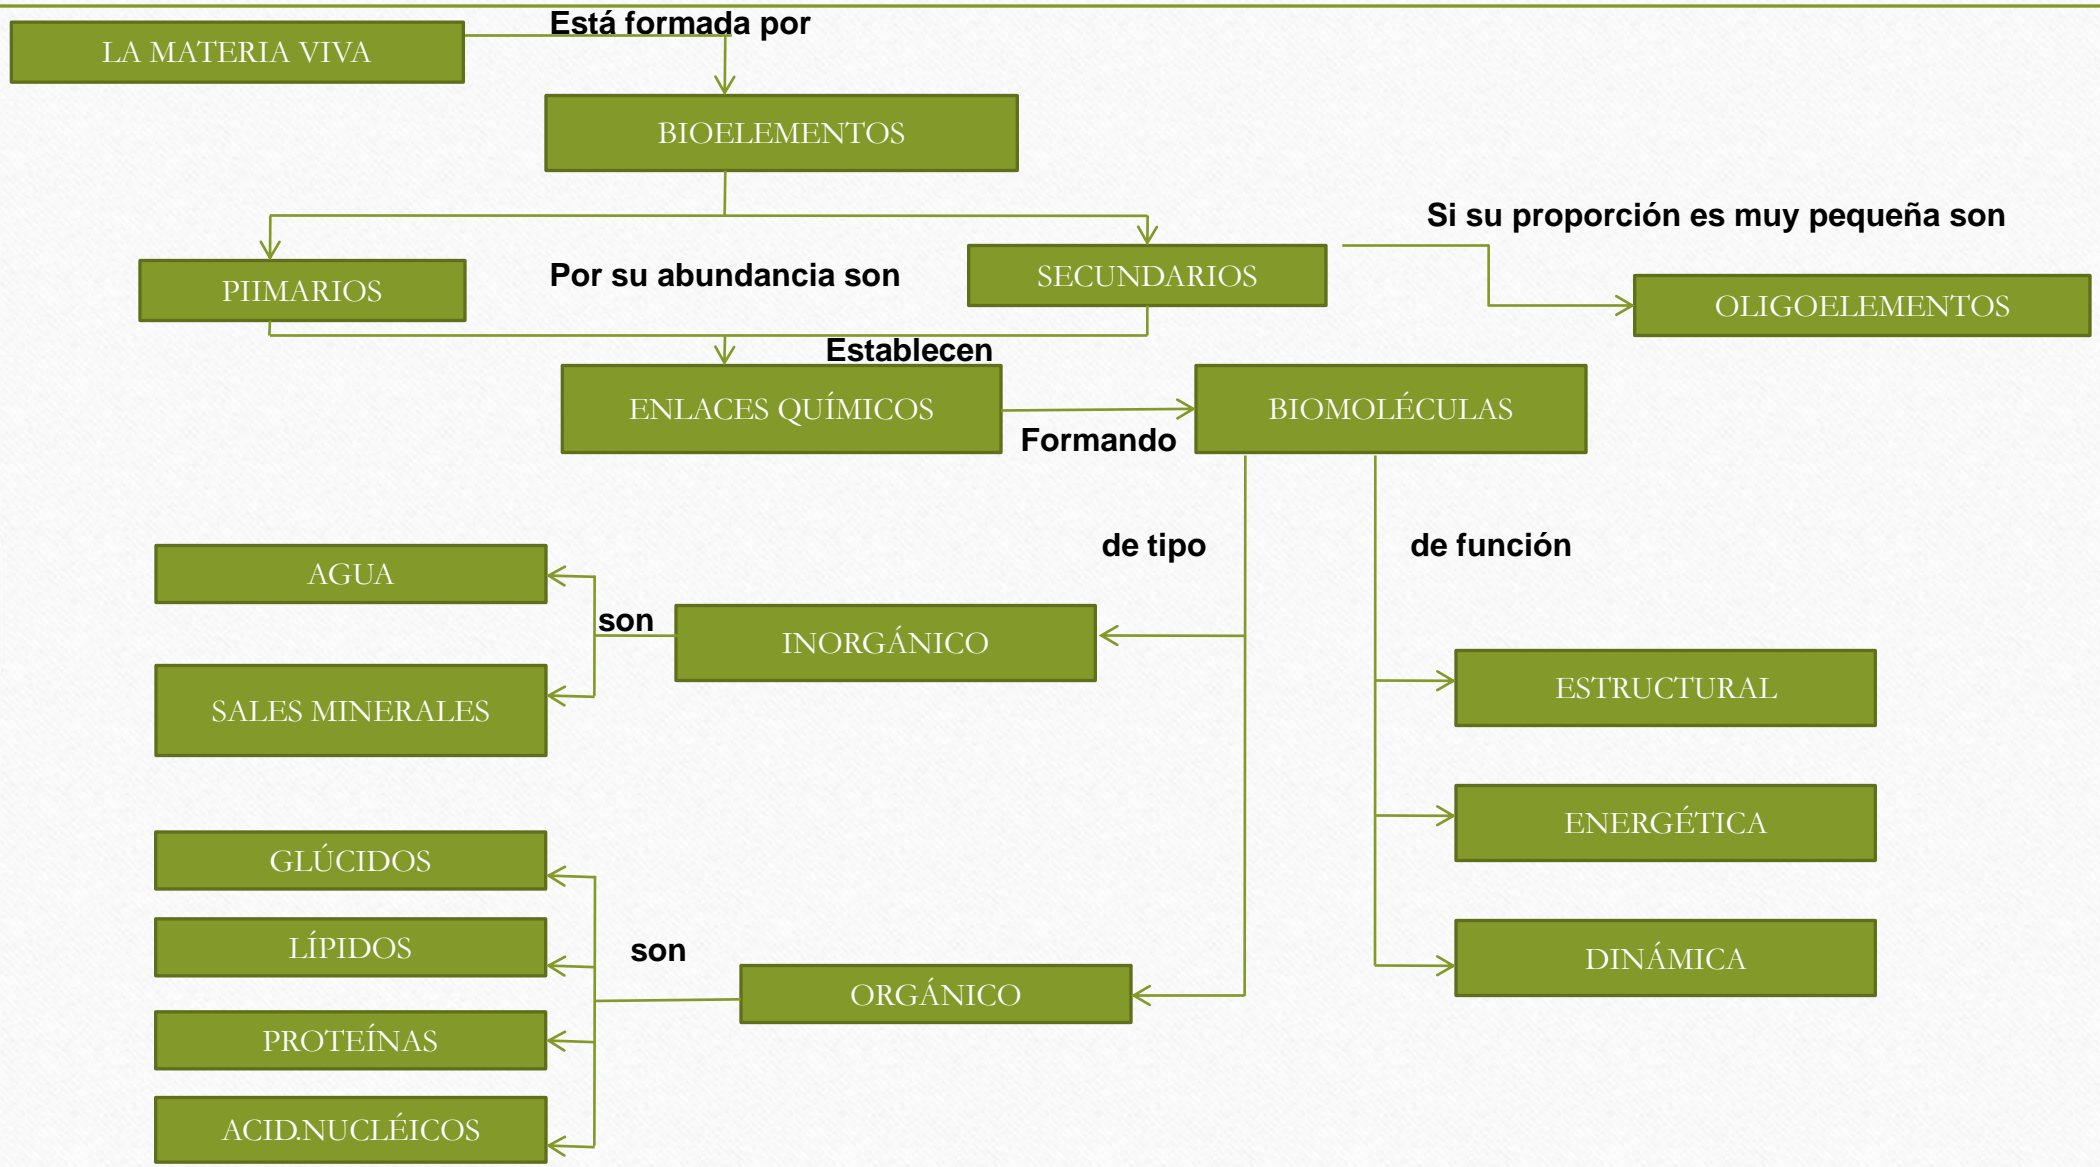 Está formada por
LA MATERIA VIVA
BIOELEMENTOS
Si su proporción es muy pequeña son
PIIMARIOS
Por su abundancia son
SECUNDARIOS
OLIGOELEMENTOS
Establecen
ENLACES QUÍMICOS
BIOMOLÉCULAS
Formando
de tipo
de función
AGUA
son
INORGÁNICO
SALES MINERALES
ESTRUCTURAL
ENERGÉTICA
GLÚCIDOS
LÍPIDOS
son
DINÁMICA
ORGÁNICO
PROTEÍNAS
ACID.NUCLÉICOS